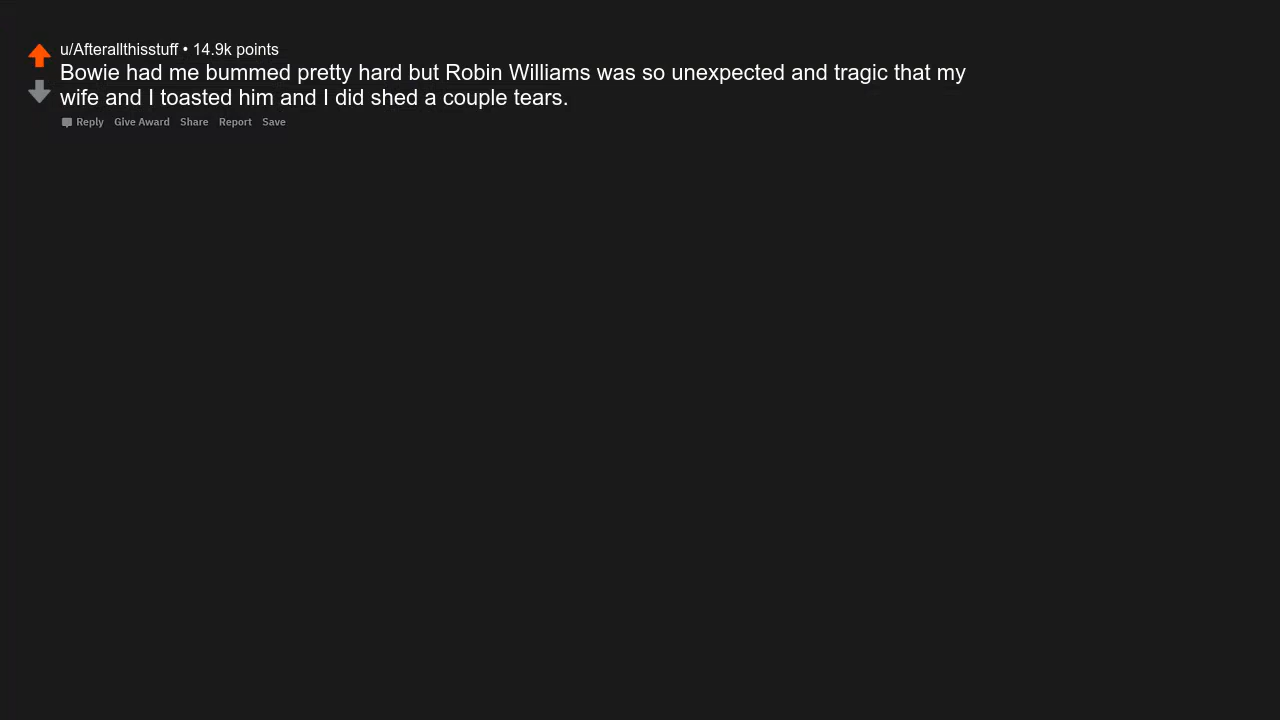 u/Afterallthisstuff • 14.9k points
Bowie had me bummed pretty hard but Robin Williams was so unexpected and tragic that my
wife and I toasted him and I did shed a couple tears.
Reply Give Award Share Report Save